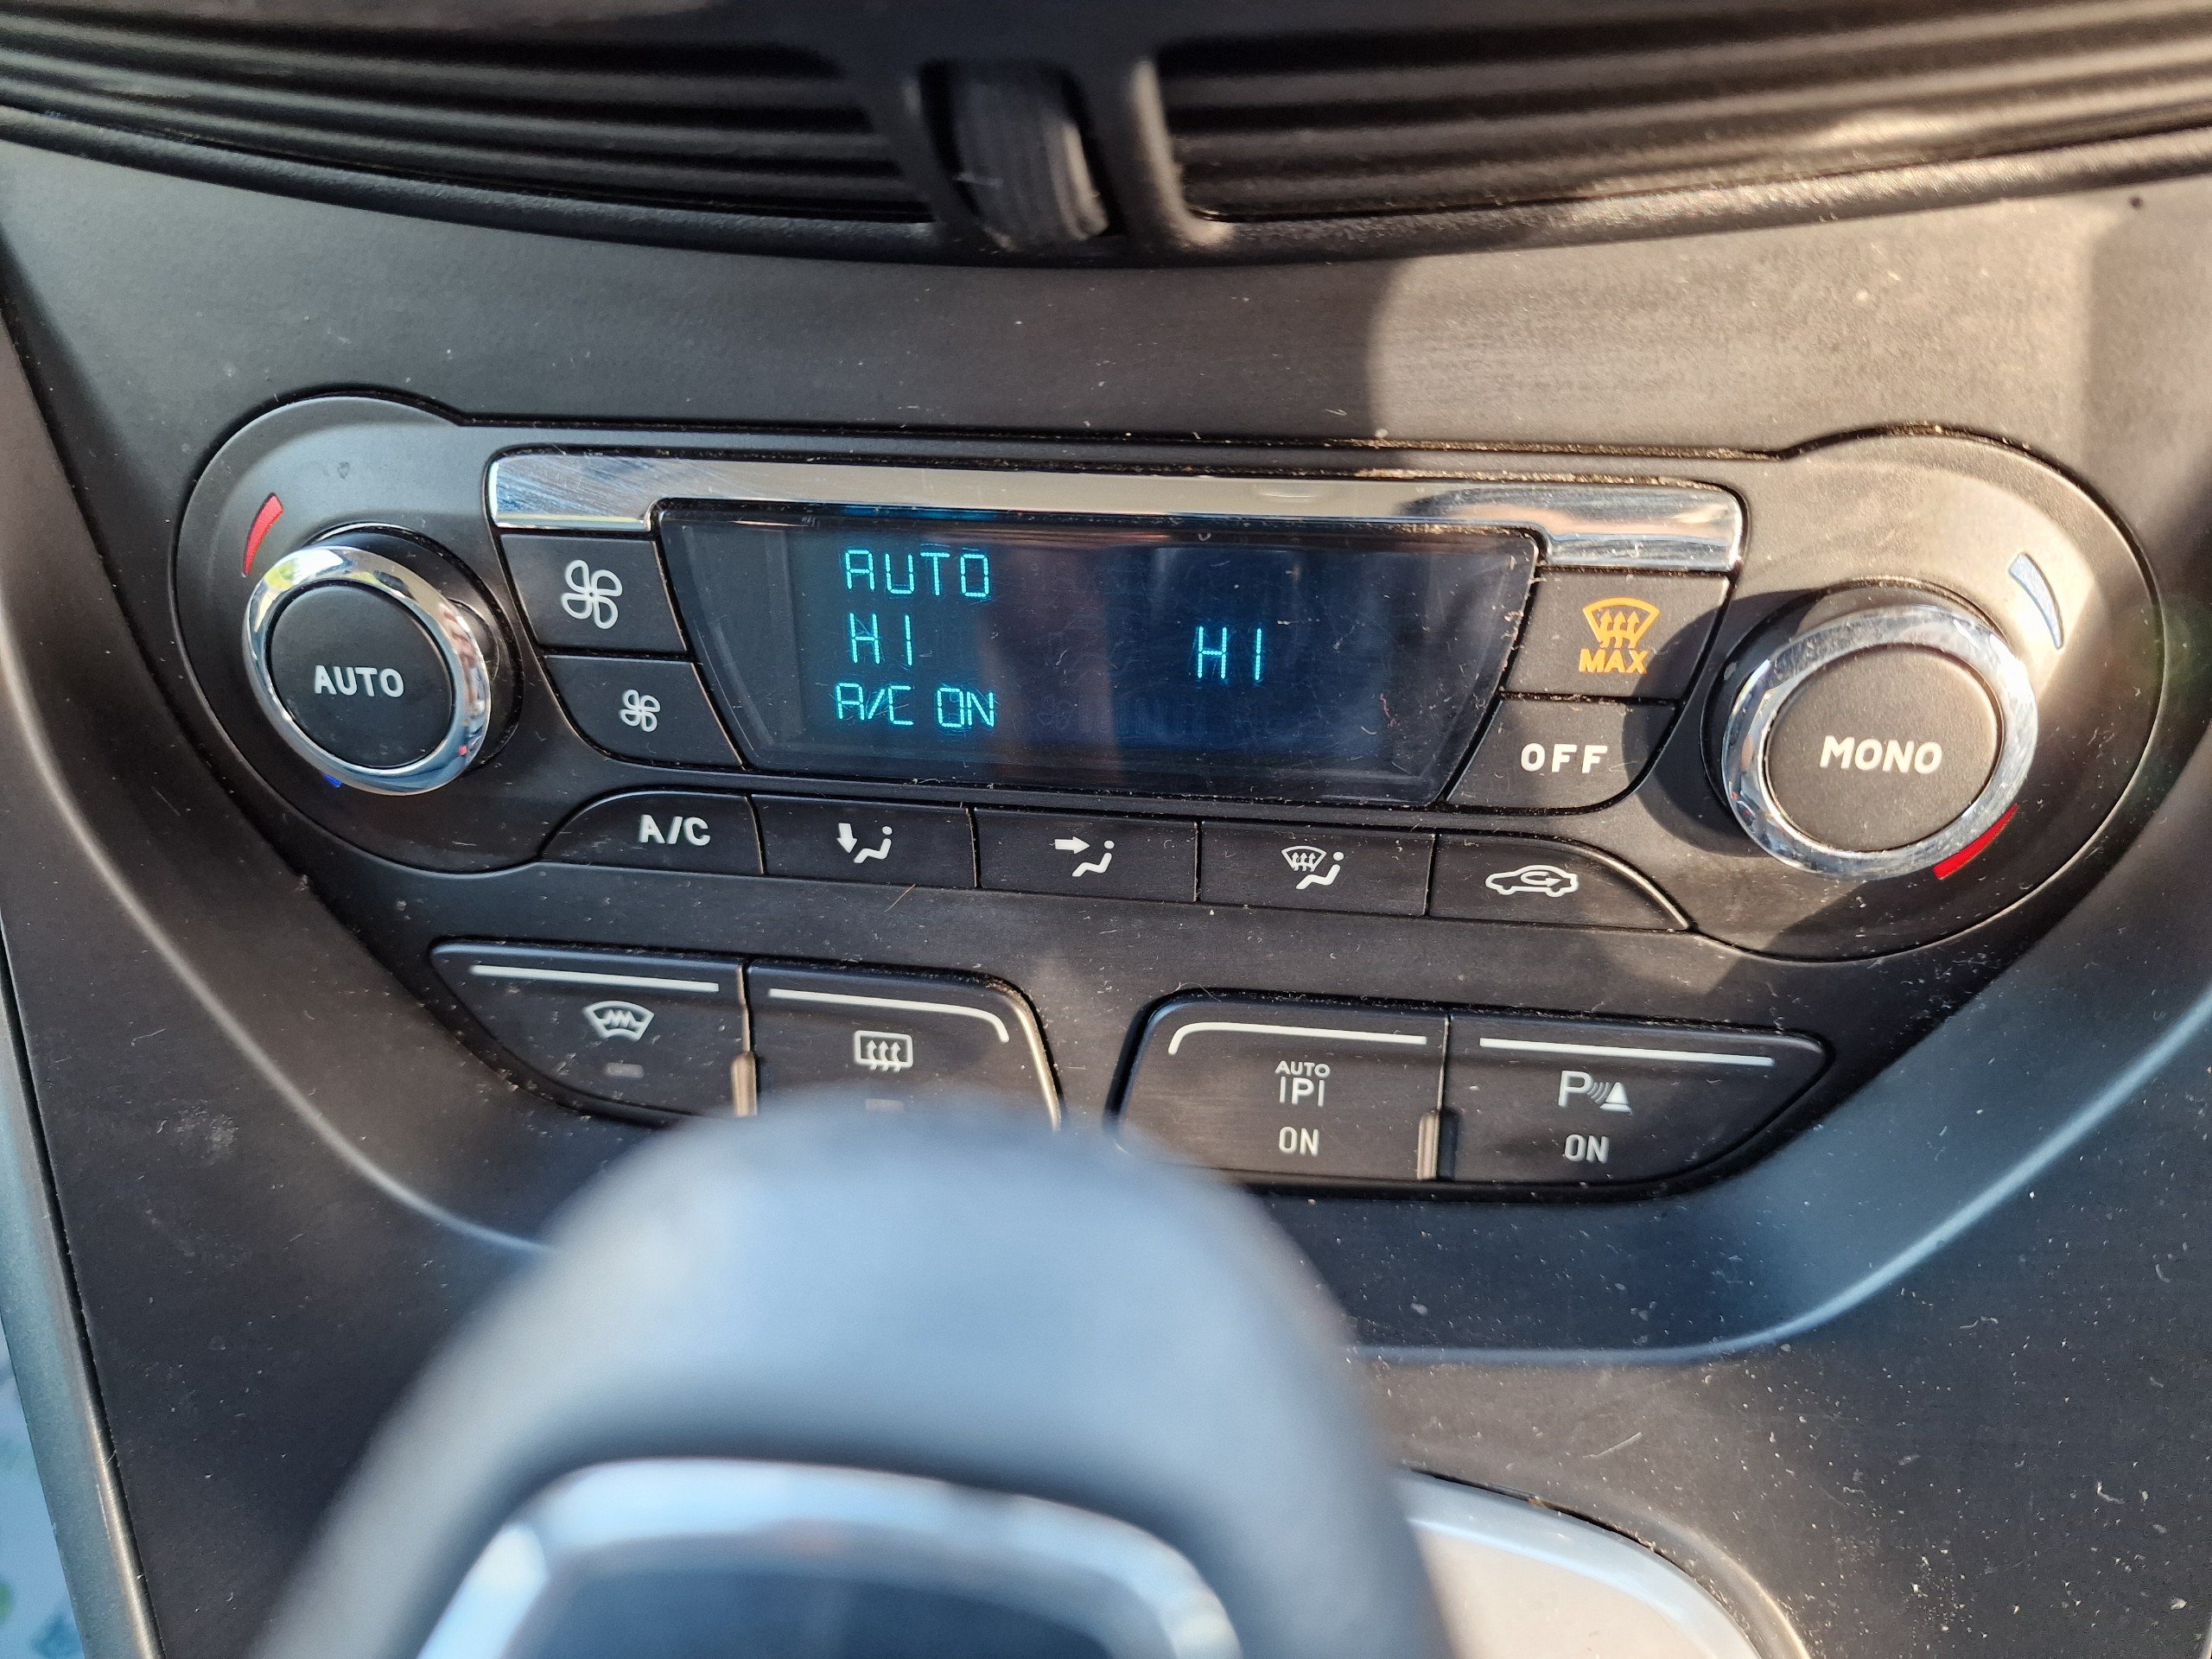 AUTO
HI HI
A/C ON
AUTO
MAX
OFF
MONO
A/C
AUTO
P
ON
P
ON